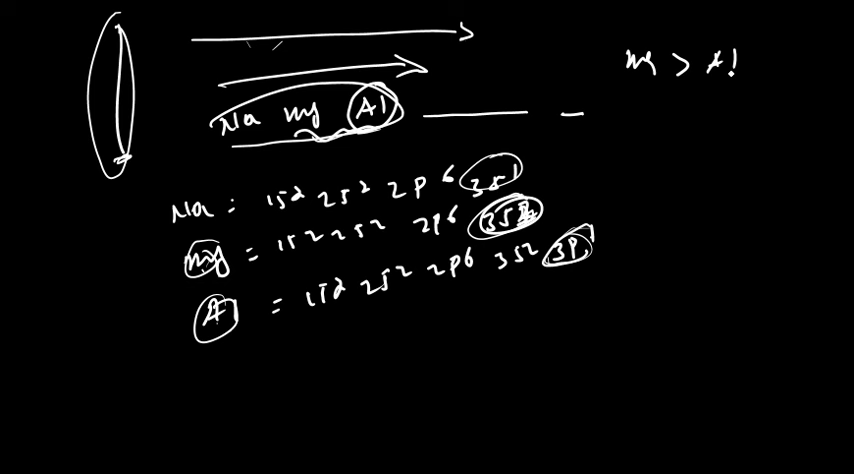 Mg > Al
Na Mg Al
Na : 1s2 2s2 2p6 3s1
Mg = 1s2 2s2 2p6 3s2
Al = 1s2 2s2 2p6 3s2 3p1